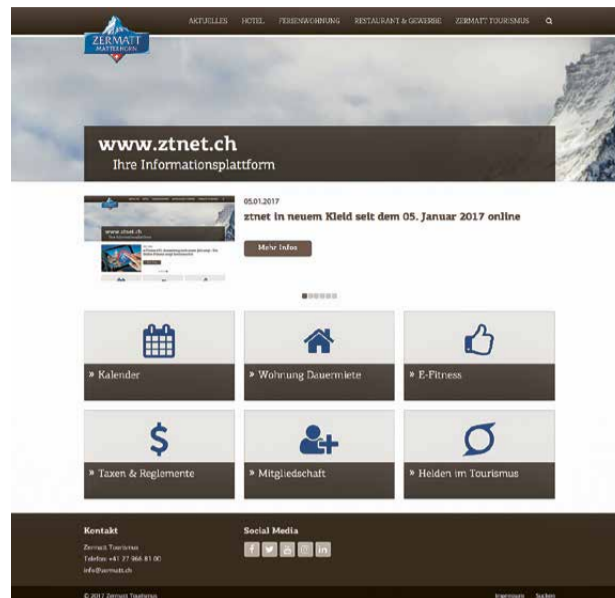 AKTUELLES HOTEL FERIENWOHNUNG RESTAURANT & GEWERBE ZERMATT TOURISMUS
ZERMATT
MATTERHORN
www.ztnet.ch
Ihre Informationsplattform
05.01.2017
ztnet in neuem Kleid seit dem 05. Januar 2017 online
www.ztnet.ch
Mehr Infos
» Kalender
» Wohnung Dauermiete
» E-Fitness
» Taxen & Reglemente
» Mitgliedschaft
» Helden im Tourismus
Kontakt
Social Media
Zermatt Tourismus
Telefon: +41 27 966 81 00
info@zermatt.ch
© 2017 Zermatt Tourismus
Impressum Suchen